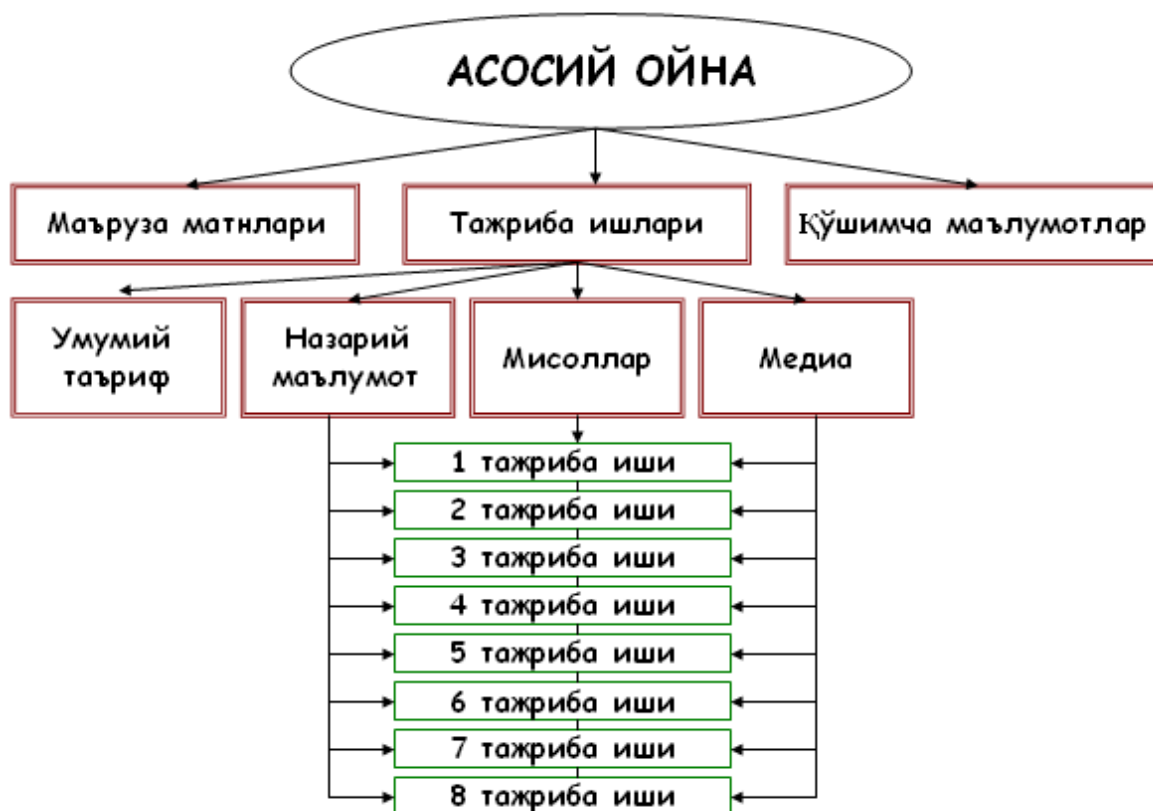 АСОСИЙ ОЙНА
Маъруза матнлари
Тажриба ишлари
Қўшимча маълумотлар
Умумий
таъриф
Назарий
маълумот
Мисоллар
Медиа
1 тажриба иши
2 тажриба иши
3 тажриба иши
4 тажриба иши
5 тажриба иши
6 тажриба иши
7 тажриба иши
8 тажриба иши